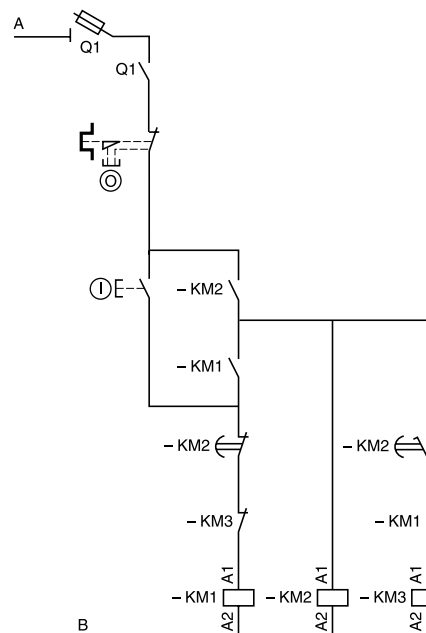 A
Q1
Q1
O
I
– KM2
– KM1
– KM2
– KM2
– KM3
– KM1
A1
A1
A1
– KM1
– KM2
– KM3
A2
A2
A2
B